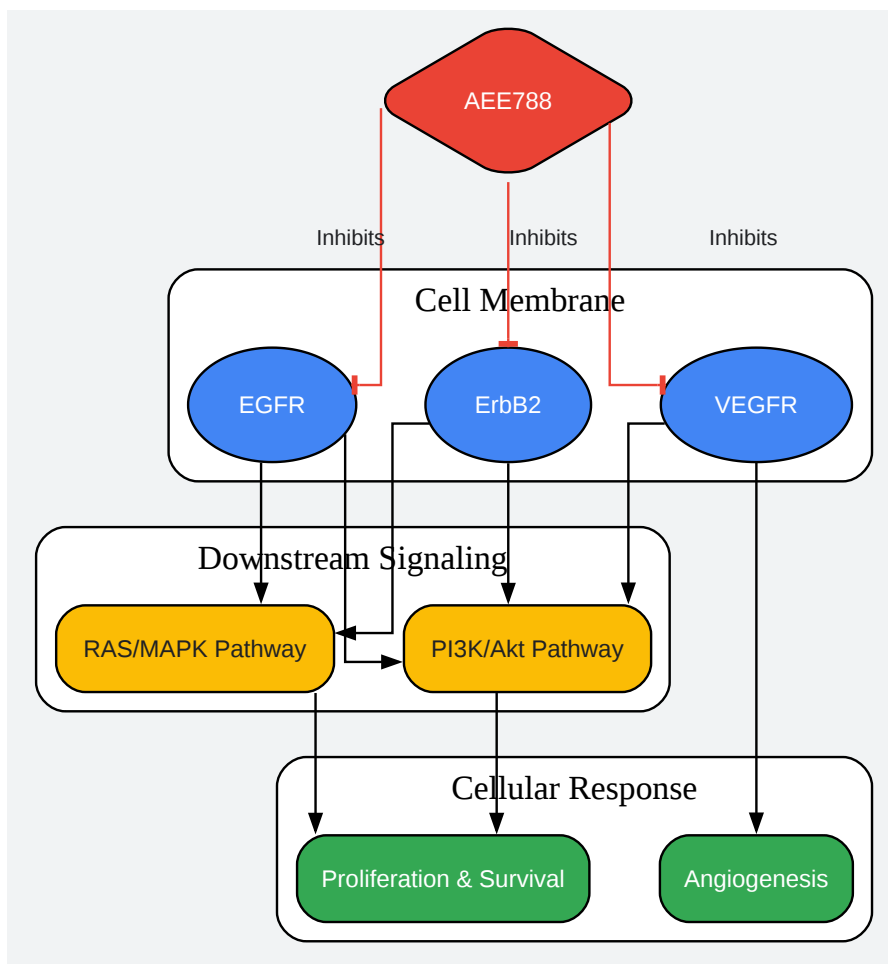 AEE788
Inhibits
Inhibits
Inhibits
Cell Membrane
EGFR
ErbB2
VEGFR
Downstream Signaling
RAS/MAPK Pathway
PI3K/Akt Pathway
Cellular Response
Proliferation & Survival
Angiogenesis